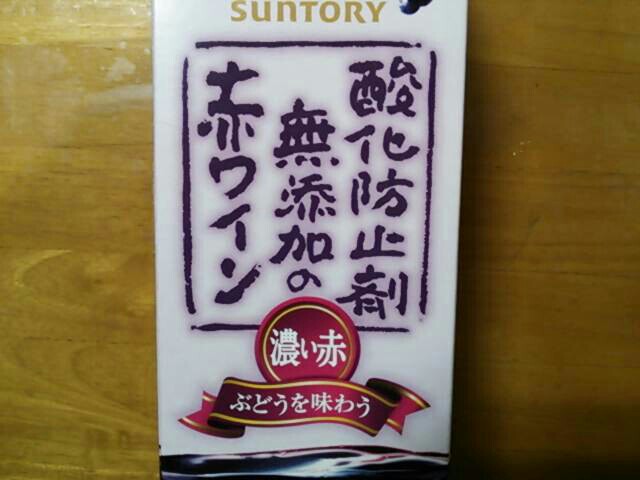 SUNTORY
酸化防止剤
無添加の
赤ワイン
濃い赤
ぶどうを味わう